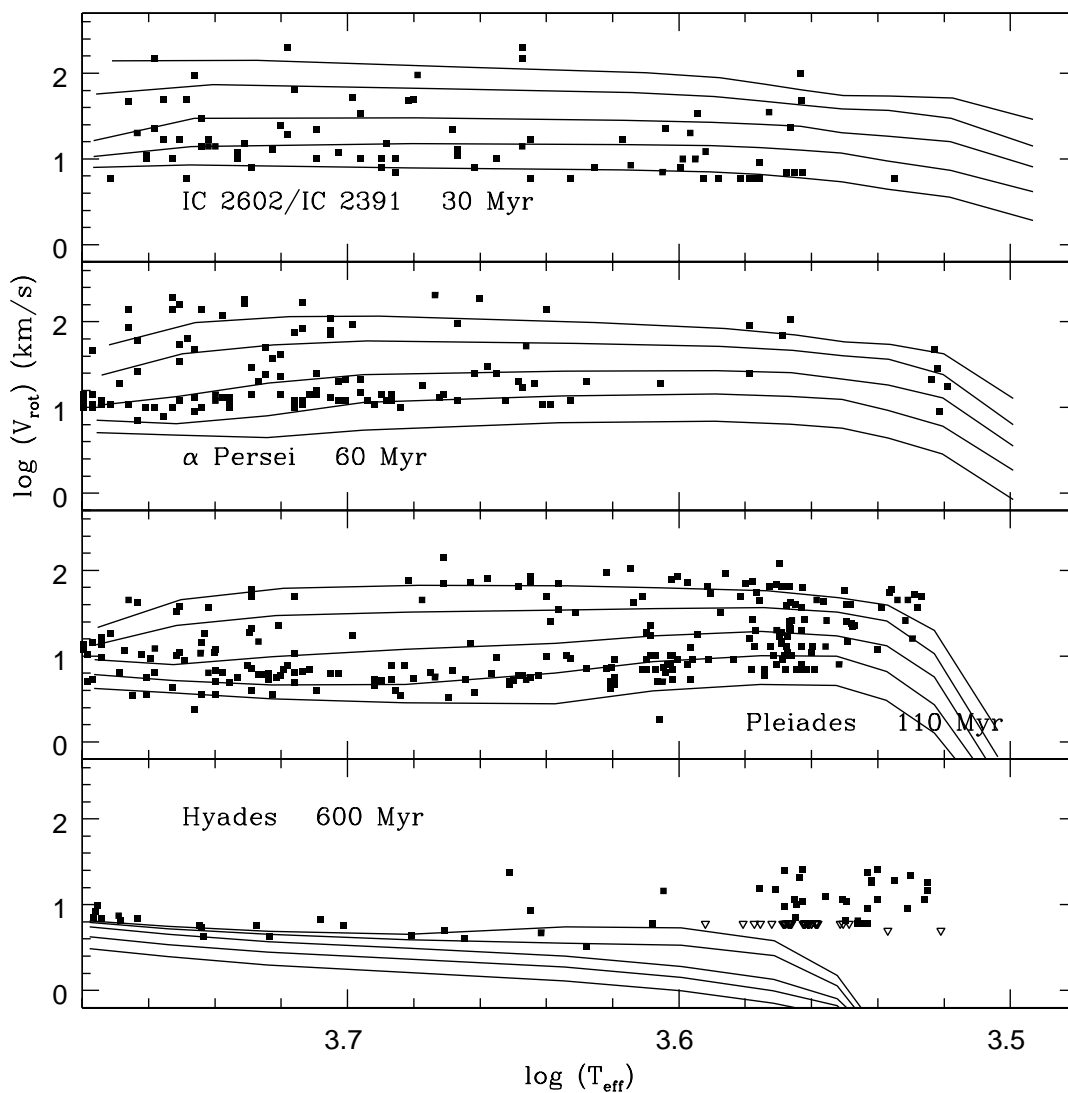 2
1
0
IC 2602/IC 2391 30 Myr
2
1
0
α Persei 60 Myr
2
1
0
Pleiades 110 Myr
2
1
0
Hyades 600 Myr
log (V_rot) (km/s)
3.7 3.6 3.5
log (T_eff)